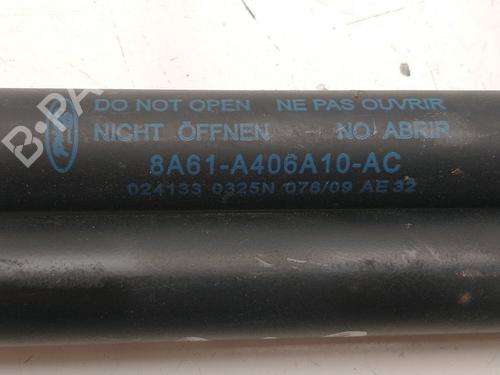 DO NOT OPEN NE PAS OUVRIR
NICHT ÖFFNEN NO ABRIR
8A61-A406A10-AC
024133 0325N 076/09 AE 32
B-PARTS